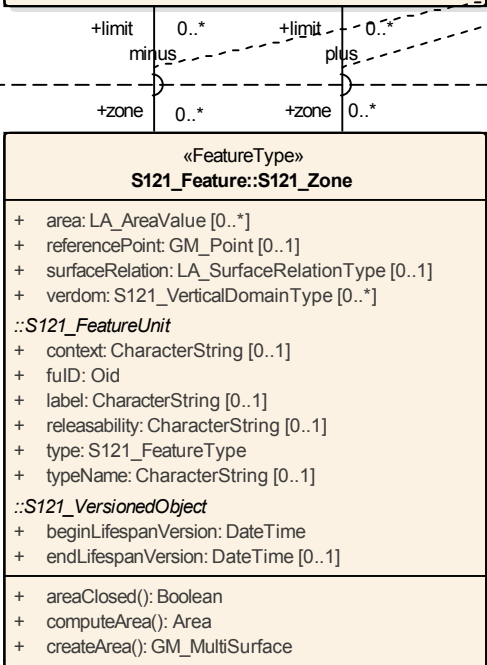 +limit 0..* +limit 0..*
minus plus
+zone 0..* +zone 0..*
«FeatureType»
S121_Feature::S121_Zone
+ area: LA_AreaValue [0..*]
+ referencePoint: GM_Point [0..1]
+ surfaceRelation: LA_SurfaceRelationType [0..1]
+ verdom: S121_VerticalDomainType [0..*]
::S121_FeatureUnit
+ context: CharacterString [0..1]
+ fuID: Oid
+ label: CharacterString [0..1]
+ releasability: CharacterString [0..1]
+ type: S121_FeatureType
+ typeName: CharacterString [0..1]
::S121_VersionedObject
+ beginLifespanVersion: DateTime
+ endLifespanVersion: DateTime [0..1]
+ areaClosed(): Boolean
+ computeArea(): Area
+ createArea(): GM_MultiSurface